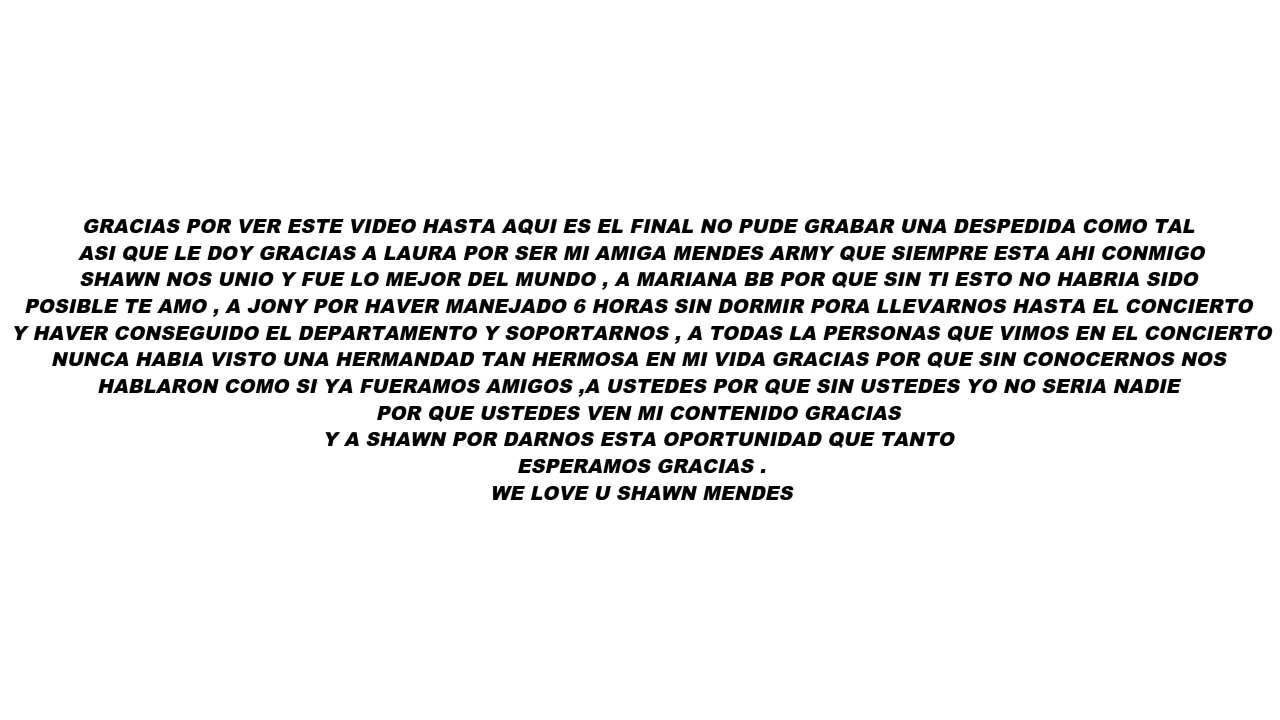 GRACIAS POR VER ESTE VIDEO HASTA AQUI ES EL FINAL NO PUDE GRABAR UNA DESPEDIDA COMO TAL
ASI QUE LE DOY GRACIAS A LAURA POR SER MI AMIGA MENDES ARMY QUE SIEMPRE ESTA AHI CONMIGO
SHAWN NOS UNIO Y FUE LO MEJOR DEL MUNDO , A MARIANA BB POR QUE SIN TI ESTO NO HABRIA SIDO
POSIBLE TE AMO , A JONY POR HAVER MANEJADO 6 HORAS SIN DORMIR PORA LLEVARNOS HASTA EL CONCIERTO
Y HAVER CONSEGUIDO EL DEPARTAMENTO Y SOPORTARNOS , A TODAS LA PERSONAS QUE VIMOS EN EL CONCIERTO
NUNCA HABIA VISTO UNA HERMANDAD TAN HERMOSA EN MI VIDA GRACIAS POR QUE SIN CONOCERNOS NOS
HABLARON COMO SI YA FUERAMOS AMIGOS ,A USTEDES POR QUE SIN USTEDES YO NO SERIA NADIE
POR QUE USTEDES VEN MI CONTENIDO GRACIAS
Y A SHAWN POR DARNOS ESTA OPORTUNIDAD QUE TANTO
ESPERAMOS GRACIAS .
WE LOVE U SHAWN MENDES